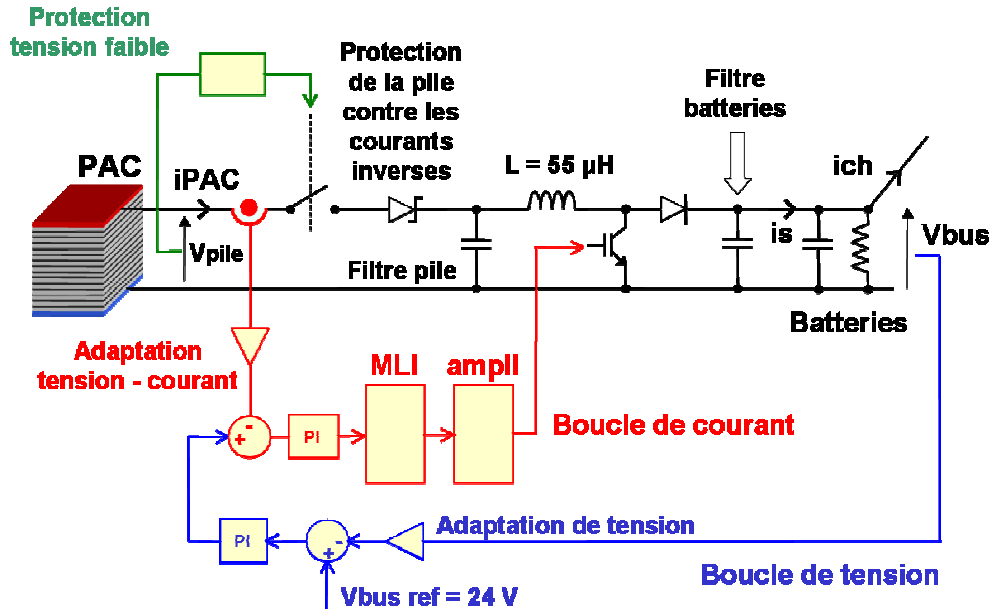 Protection
tension faible
Protection
de la pile
contre les
courants
inverses
Filtre
batteries
PAC
iPAC
L = 55 µH
ich
Vpile
is
Vbus
Filtre pile
Batteries
Adaptation
tension - courant
MLI
ampli
PI
Boucle de courant
PI
Adaptation de tension
Boucle de tension
Vbus ref = 24 V